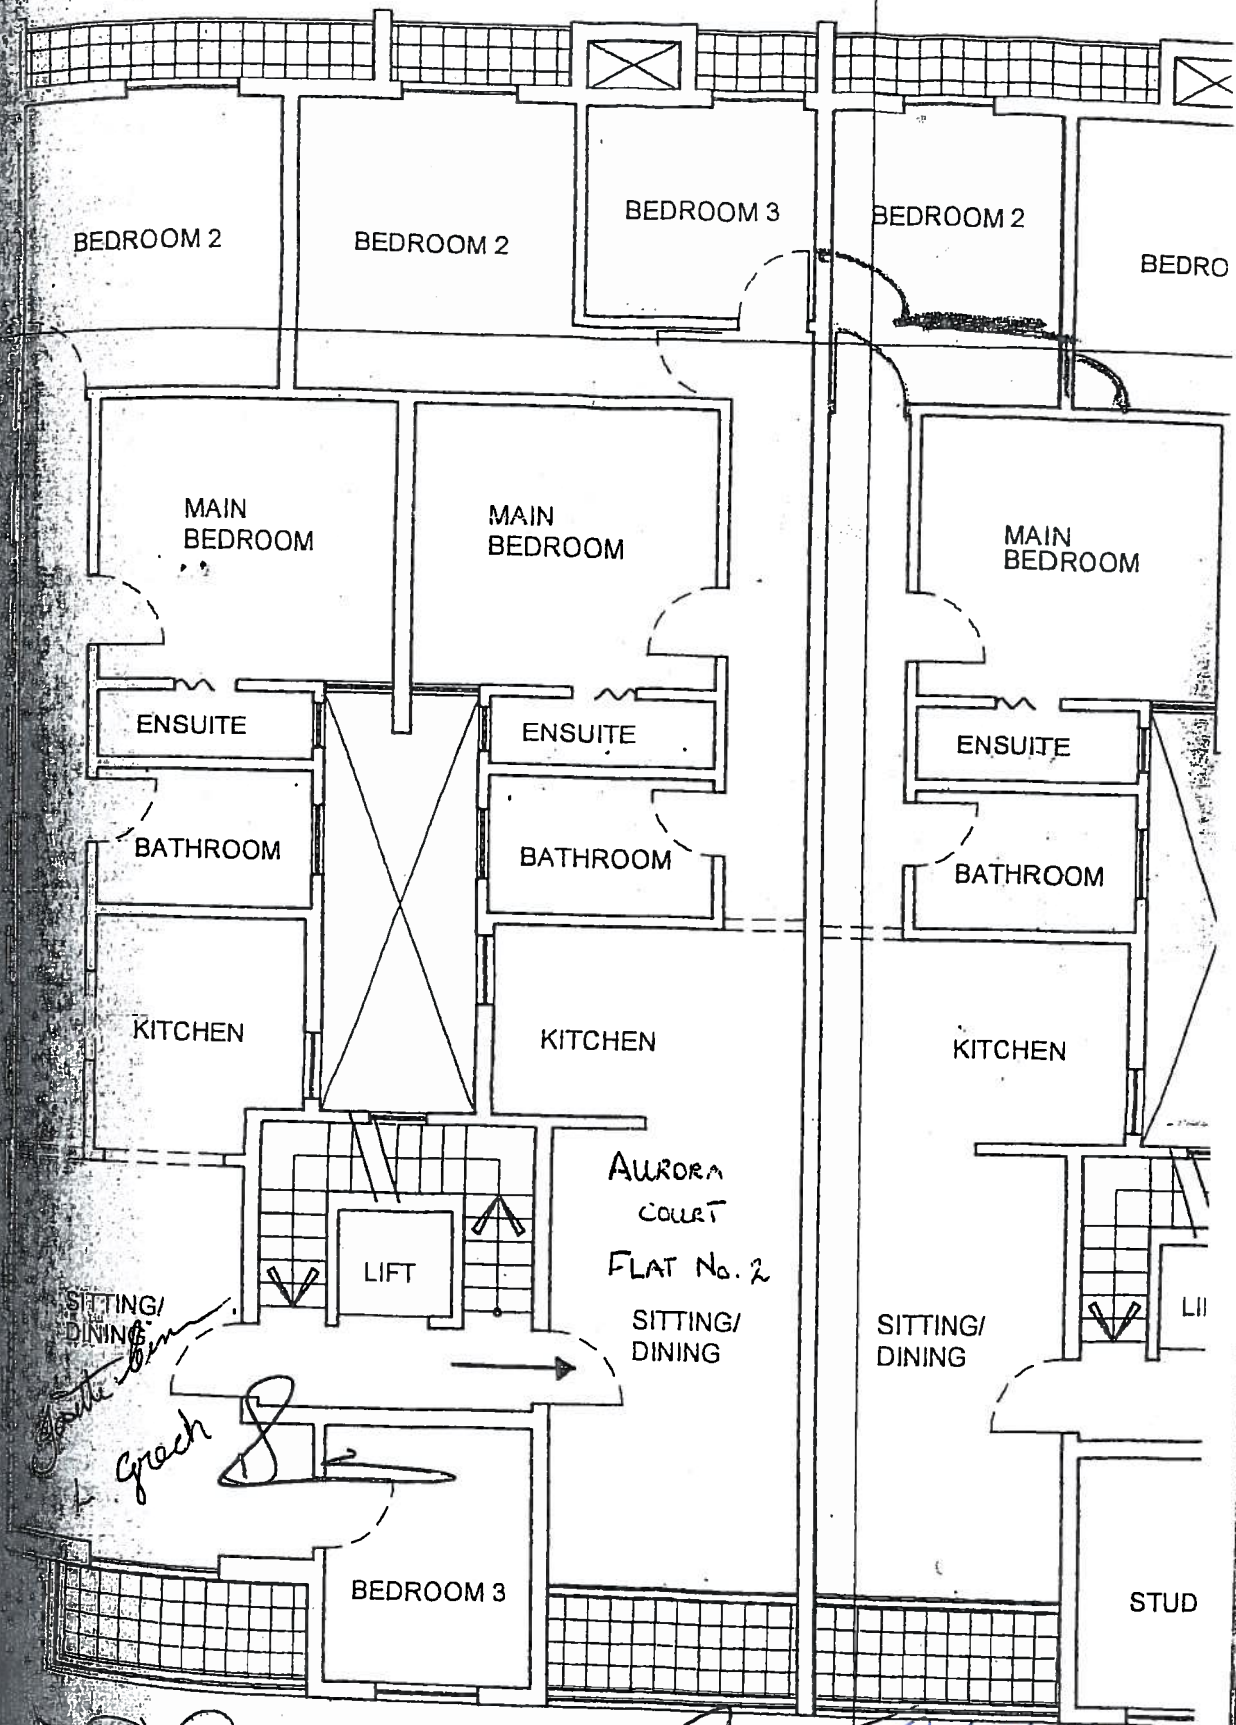 BEDROOM 2
BEDROOM 2
BEDROOM 3
BEDROOM 2
BEDRO
MAIN
BEDROOM
MAIN
BEDROOM
MAIN
BEDROOM
ENSUITE
ENSUITE
ENSUITE
BATHROOM
BATHROOM
BATHROOM
KITCHEN
KITCHEN
KITCHEN
AURORA
COURT
FLAT No. 2
LIFT
SITTING/
DINING
SITTING/
DINING
SITTING/
DINING
LI
Grech
BEDROOM 3
STUD